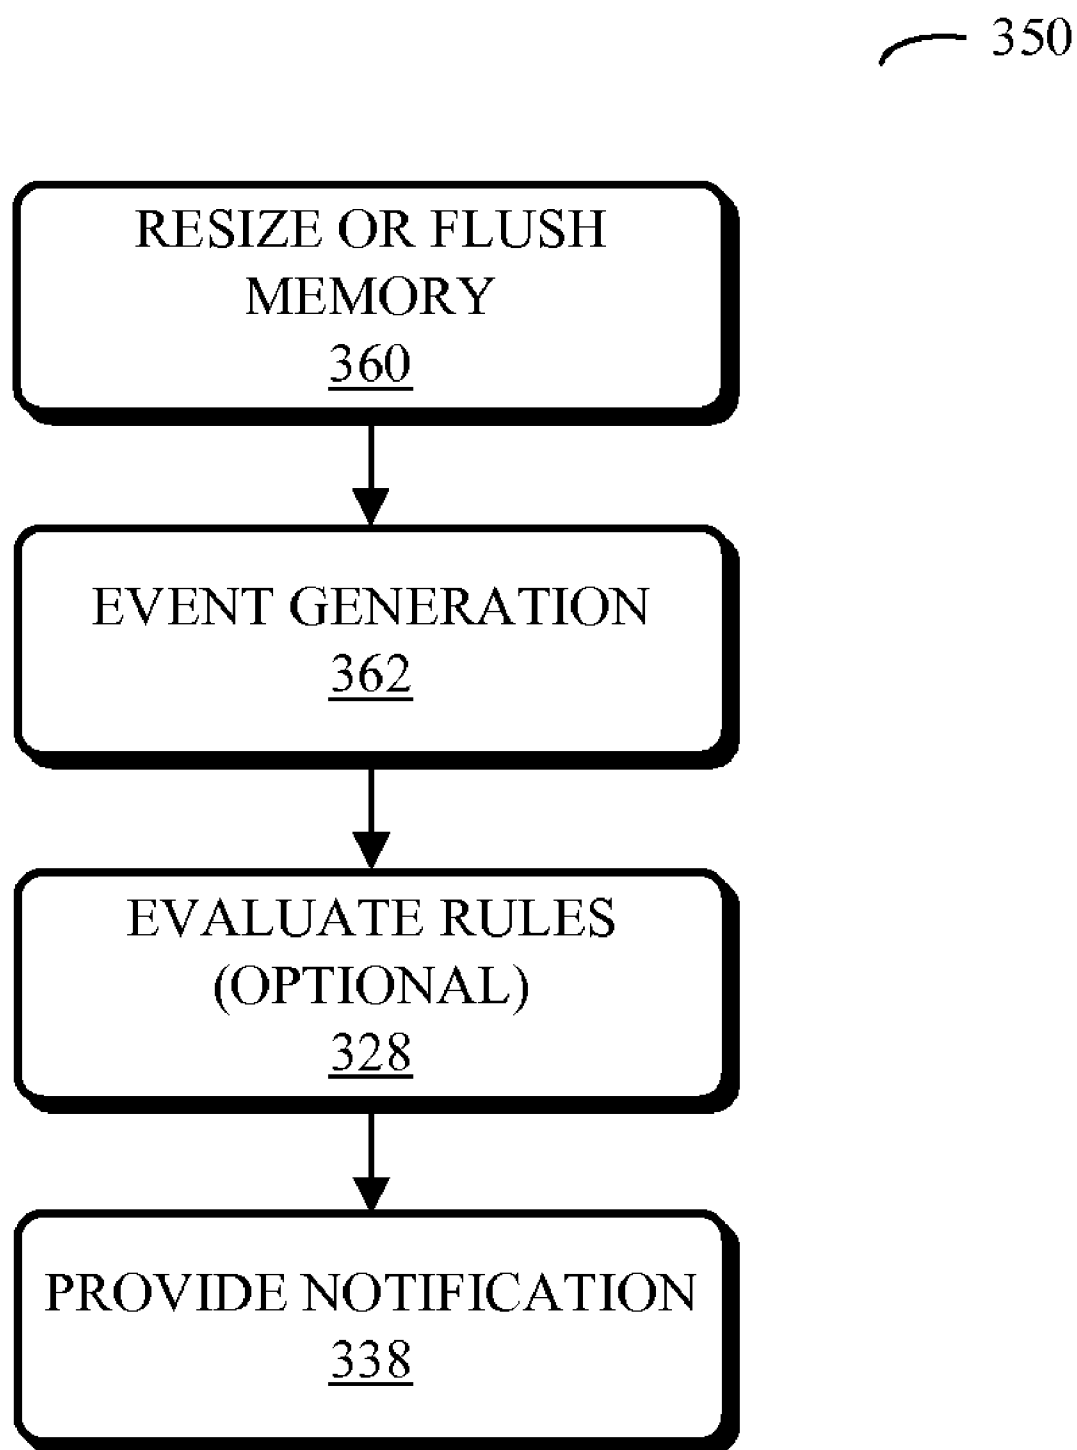 350
RESIZE OR FLUSH
MEMORY
360
EVENT GENERATION
362
EVALUATE RULES
(OPTIONAL)
328
PROVIDE NOTIFICATION
338